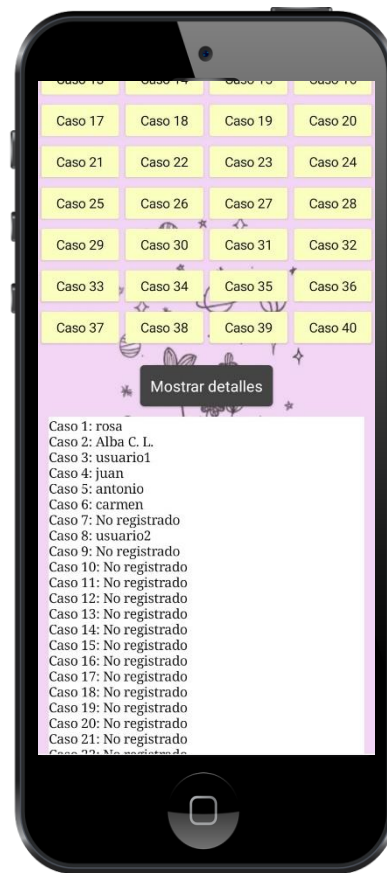 Caso 17 Caso 18 Caso 19 Caso 20
Caso 21 Caso 22 Caso 23 Caso 24
Caso 25 Caso 26 Caso 27 Caso 28
Caso 29 Caso 30 Caso 31 Caso 32
Caso 33 Caso 34 Caso 35 Caso 36
Caso 37 Caso 38 Caso 39 Caso 40
Mostrar detalles
Caso 1: rosa
Caso 2: Alba C. L.
Caso 3: usuario1
Caso 4: juan
Caso 5: antonio
Caso 6: carmen
Caso 7: No registrado
Caso 8: usuario2
Caso 9: No registrado
Caso 10: No registrado
Caso 11: No registrado
Caso 12: No registrado
Caso 13: No registrado
Caso 14: No registrado
Caso 15: No registrado
Caso 16: No registrado
Caso 17: No registrado
Caso 18: No registrado
Caso 19: No registrado
Caso 20: No registrado
Caso 21: No registrado